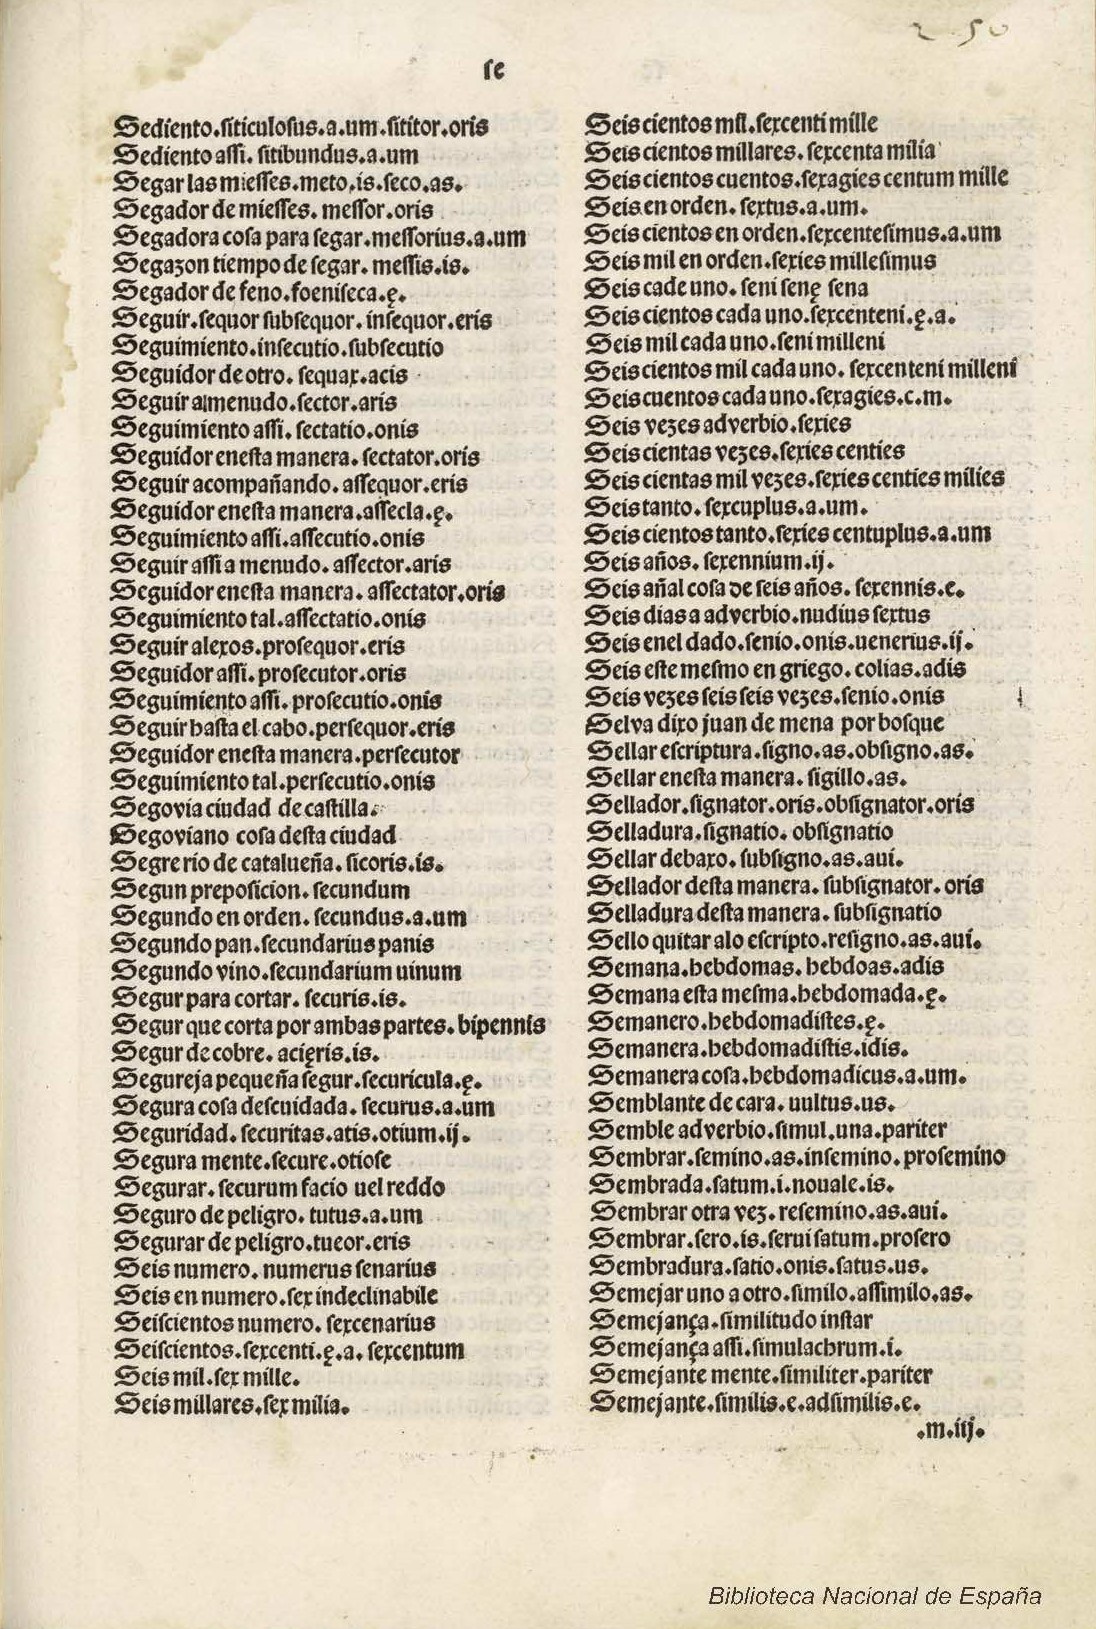 250
se
Sediento.siticulosus.a.um.sititor.oris
Sediento assi. sitibundus.a.um
Segar las miesses.meto.is.seco.as.
Segador de miesses. messor.oris
Segadora cosa para segar.messorius.a.um
Segazon tiempo de segar. messis.is.
Segador de feno.foeniseca.ę.
Seguir.sequor subsequor.insequor.eris
Seguimiento.insecutio.subsecutio
Seguidor de otro. sequax.acis
Seguir a menudo.sector.aris
Seguimiento assi. sectatio.onis
Seguidor enesta manera. sectator.oris
Seguir acompañando. assequor.eris
Seguidor enesta manera.assecla.ę.
Seguimiento assi.assecutio.onis
Seguir assi a menudo. assector.aris
Seguidor enesta manera. assectator.oris
Seguimiento tal.assectatio.onis
Seguir alexos.prosequor.eris
Seguidor assi.prosecutor.oris
Seguimiento assi. prosecutio.onis
Seguir hasta el cabo.persequor.eris
Seguidor enesta manera.persecutor
Seguimiento tal.persecutio.onis
Segovia ciudad de castilla.
Segoviano cosa desta ciudad
Segre rio de catalueña. sicoris.is.
Segun preposicion. secundum
Segundo en orden. secundus.a.um
Segundo pan.secundarius panis
Segundo vino.secundarium uinum
Segur para cortar. securis.is.
Segur que corta por ambas partes.bipennis
Segur de cobre. acięris.is.
Segureja pequeña segur.securicula.ę.
Segura cosa descuidada. securus.a.um
Seguridad. securitas.atis.otium.ij.
Segura mente.secure.otiose
Segurar. securum facio uel reddo
Seguro de peligro. tutus.a.um
Segurar de peligro.tueor.eris
Seis numero. numerus senarius
Seis en numero.sex indeclinabile
Seiscientos numero. sexcenarius
Seiscientos.sexcenti.ę.a. sexcentum
Seis mil.sex mille.
Seis millares.sex milia.
Seis cientos mil.sexcenti mille
Seis cientos millares. sexcenta milia
Seis cientos cuentos.sexagies centum mille
Seis en orden. sextus.a.um.
Seis cientos en orden.sexcentesimus.a.um
Seis mil en orden.sexies millesimus
Seis cade uno. seni senę sena
Seis cientos cada uno.sexcenteni.ę.a.
Seis mil cada uno.seni milleni
Seis cientos mil cada uno. sexcenteni milleni
Seis cuentos cada uno.sexagies.c.m.
Seis vezes adverbio.sexies
Seis cientas vezes.sexies centies
Seis cientas mil vezes.sexies centies milies
Seis tanto. sexcuplus.a.um.
Seis cientos tanto.sexies centuplus.a.um
Seis años. sexennium.ij.
Seis añal cosa de seis años. sexennis.e.
Seis dias a adverbio.nudius sextus
Seis enel dado.senio.onis.uenerius.ij.
Seis este mesmo en griego. colias.adis
Seis vezes seis seis vezes.senio.onis
Selva dixo juan de mena por bosque
Sellar escriptura.signo.as.obsigno.as.
Sellar enesta manera. sigillo.as.
Sellador.signator.oris.obsignator.oris
Selladura.signatio. obsignatio
Sellar debaxo. subsigno.as.aui.
Sellador desta manera. subsignator. oris
Selladura desta manera. subsignatio
Sello quitar alo escripto.resigno.as.aui.
Semana.hebdomas. hebdoas.adis
Semana esta mesma.hebdomada.ę.
Semanero.hebdomadistes.ę.
Semanera.hebdomadistis.idis.
Semanera cosa.hebdomadicus.a.um.
Semblante de cara. uultus.us.
Semble adverbio.simul.una.pariter
Sembrar.semino.as.insemino.prosemino
Sembrada.satum.i.nouale.is.
Sembrar otra vez.resemino.as.aui.
Sembrar.sero.is.serui satum.prosero
Sembradura.satio.onis.satus.us.
Semejar uno a otro.similo.assimilo.as.
Semejança.similitudo instar
Semejança assi.simulachrum.i.
Semejante mente.similiter.pariter
Semejante.similis.e.adsimilis.e.
.m.iij.
Biblioteca Nacional de España